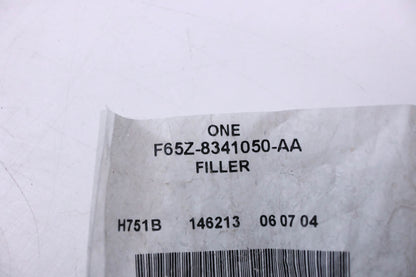 ONE
F65Z-8341050-AA
FILLER
H751B 146213 06 07 04